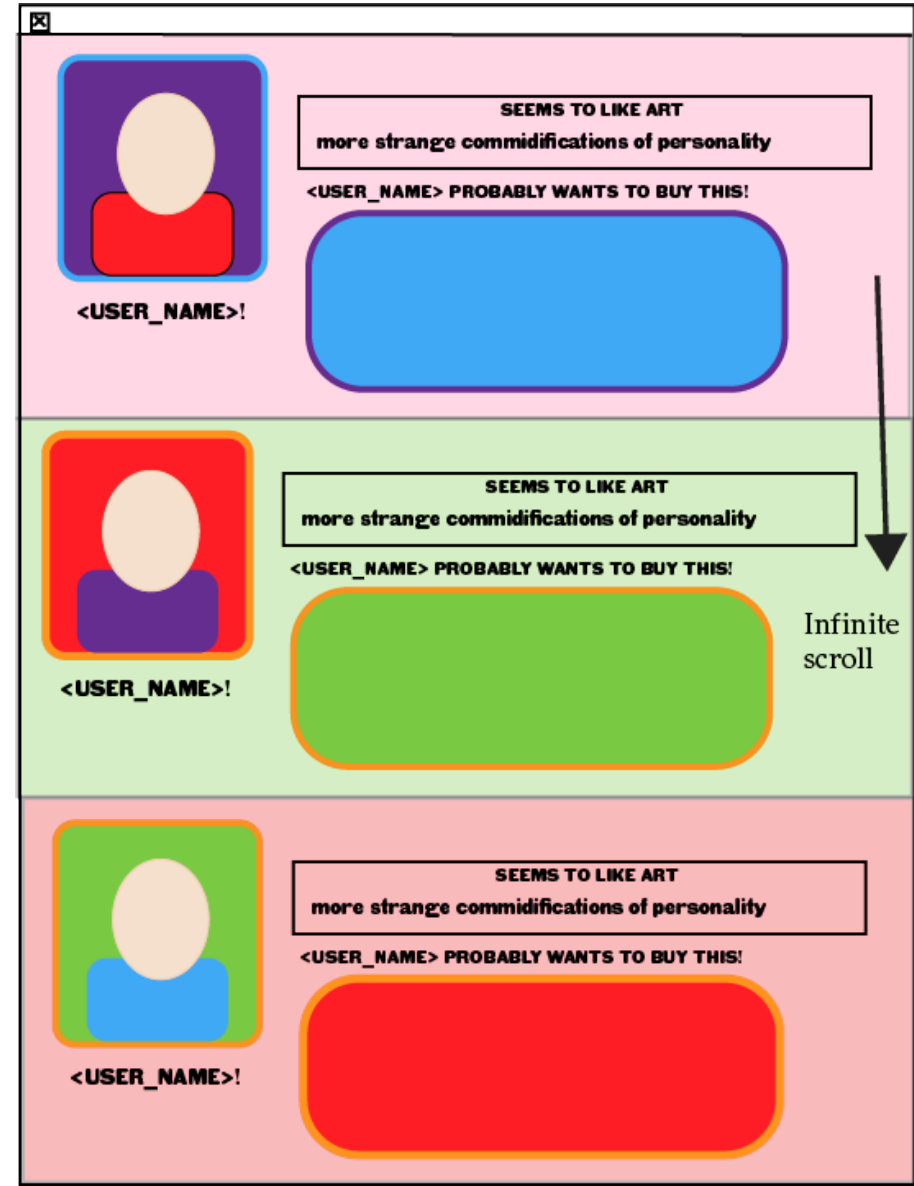 SEEMS TO LIKE ART
more strange commidifications of personality
<USER_NAME> PROBABLY WANTS TO BUY THIS!
<USER_NAME>!
SEEMS TO LIKE ART
more strange commidifications of personality
<USER_NAME> PROBABLY WANTS TO BUY THIS!
Infinite
scroll
<USER_NAME>!
SEEMS TO LIKE ART
more strange commidifications of personality
<USER_NAME> PROBABLY WANTS TO BUY THIS!
<USER_NAME>!